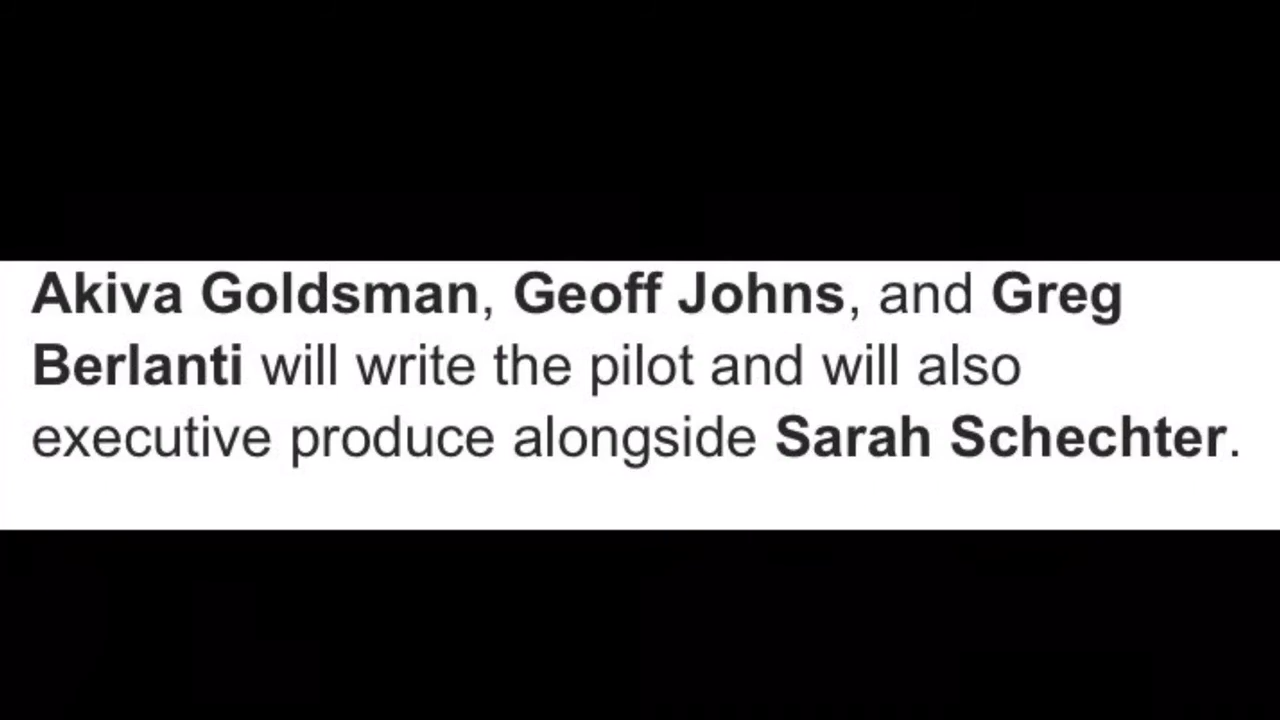 Akiva Goldsman, Geoff Johns, and Greg
Berlanti will write the pilot and will also
executive produce alongside Sarah Schechter.